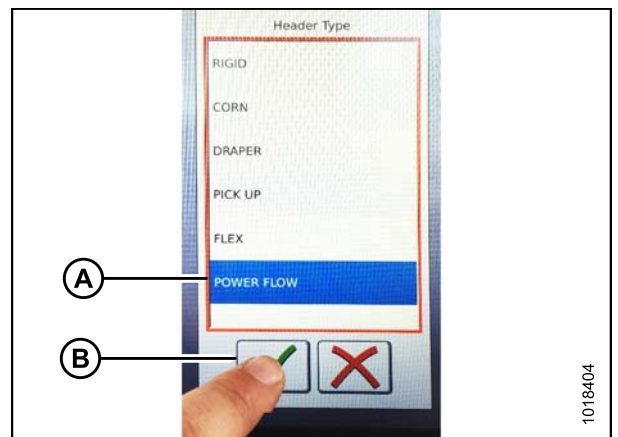 Header Type
RIGID
CORN
DRAPER
PICK UP
FLEX
POWER FLOW
A
B
1018404